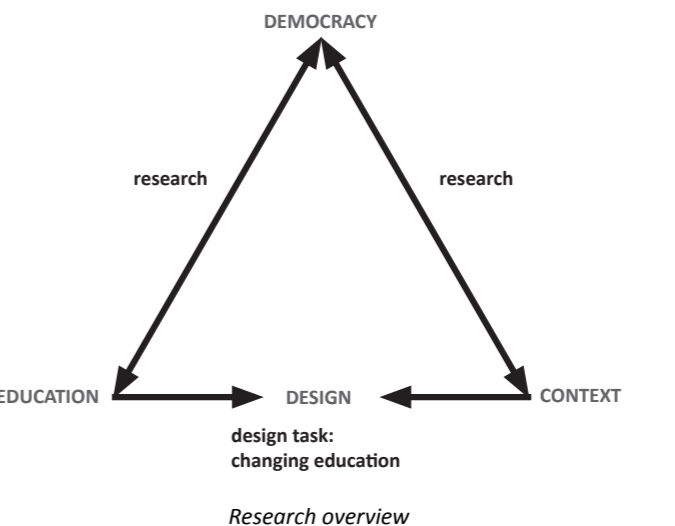 DEMOCRACY
research
research
EDUCATION
DESIGN
CONTEXT
design task:
changing education
Research overview